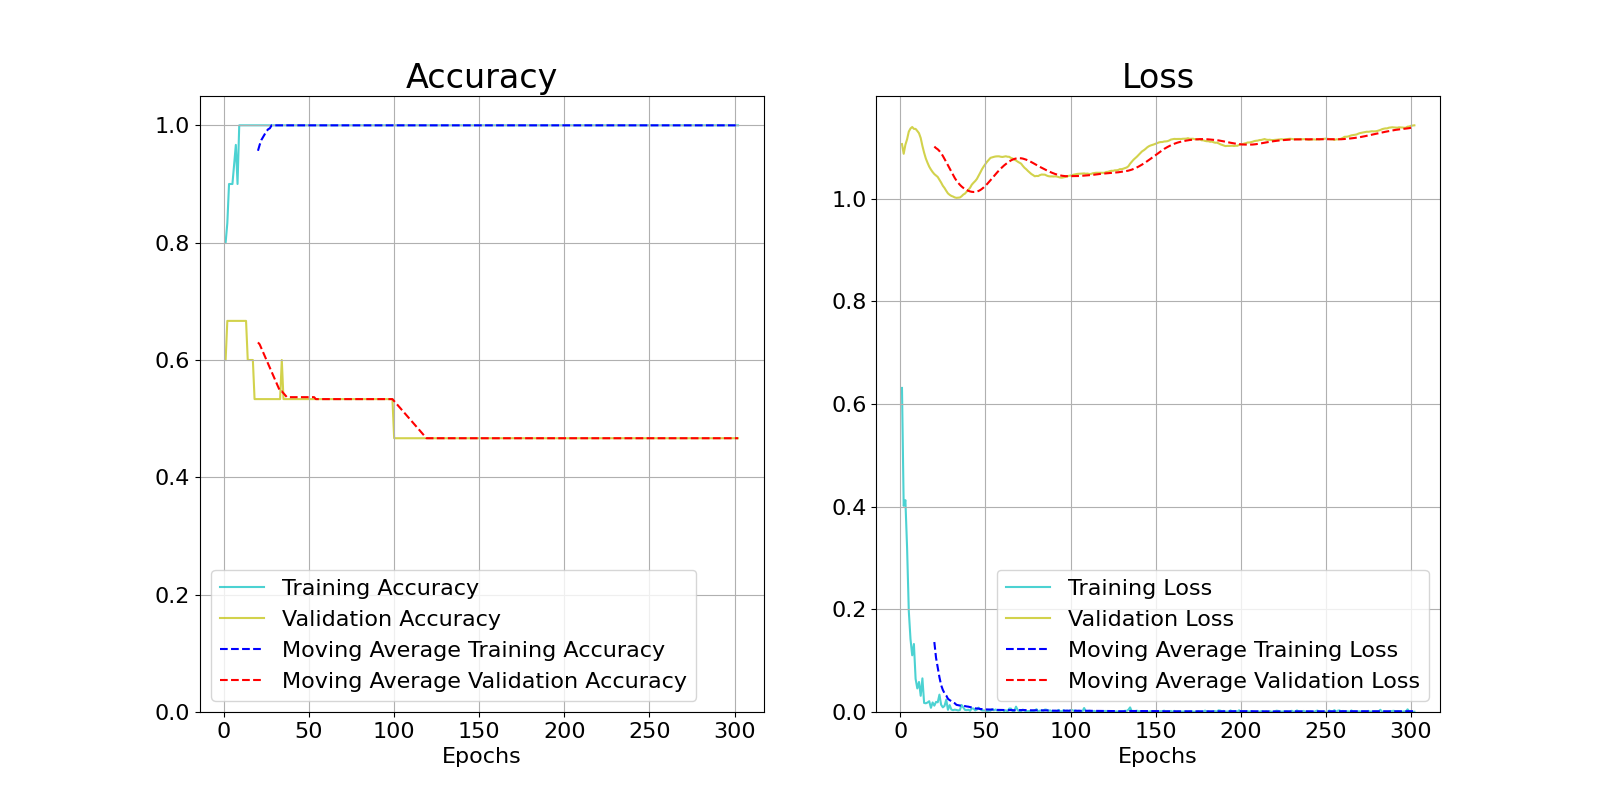 Accuracy
1.0
0.8
0.6
0.4
0.2
0.0
0 50 100 150 200 250 300
Epochs
Training Accuracy
Validation Accuracy
Moving Average Training Accuracy
Moving Average Validation Accuracy
Loss
1.0
0.8
0.6
0.4
0.2
0.0
0 50 100 150 200 250 300
Epochs
Training Loss
Validation Loss
Moving Average Training Loss
Moving Average Validation Loss